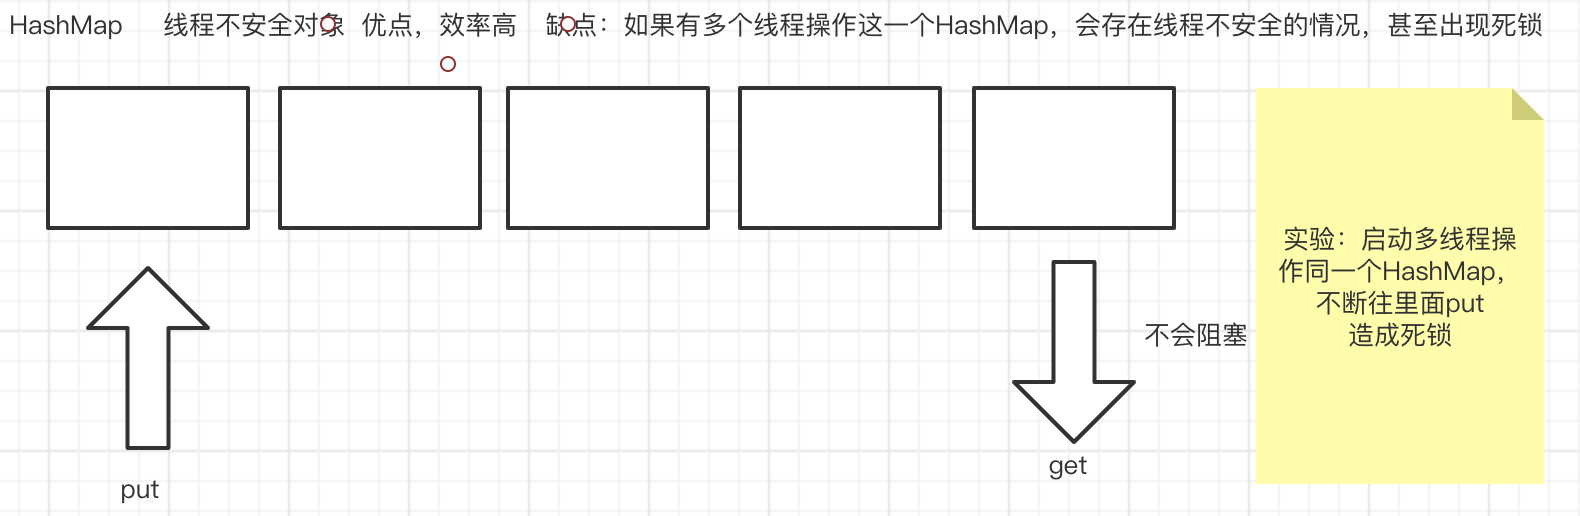 HashMap 线程不安全对象 优点，效率高 缺点：如果有多个线程操作这一个HashMap，会存在线程不安全的情况，甚至出现死锁
实验：启动多线程操
作同一个HashMap，
不断往里面put
造成死锁
不会阻塞
get
put